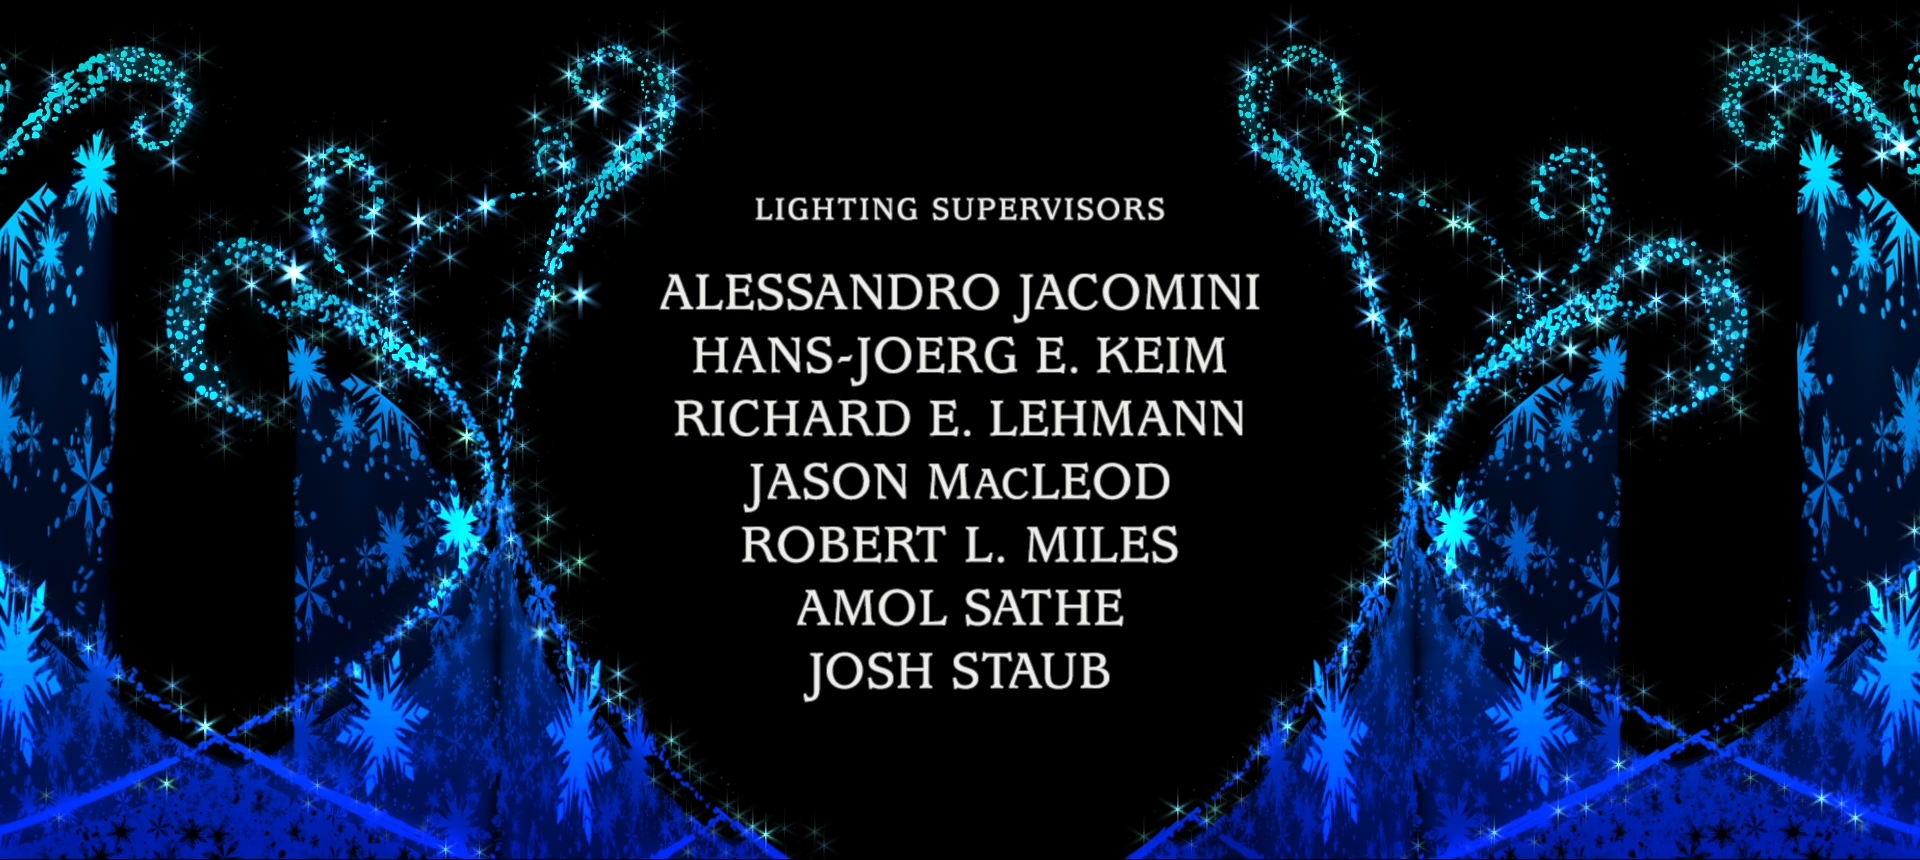 LIGHTING SUPERVISORS
ALESSANDRO JACOMINI
HANS-JOERG E. KEIM
RICHARD E. LEHMANN
JASON MACLEOD
ROBERT L. MILES
AMOL SATHE
JOSH STAUB